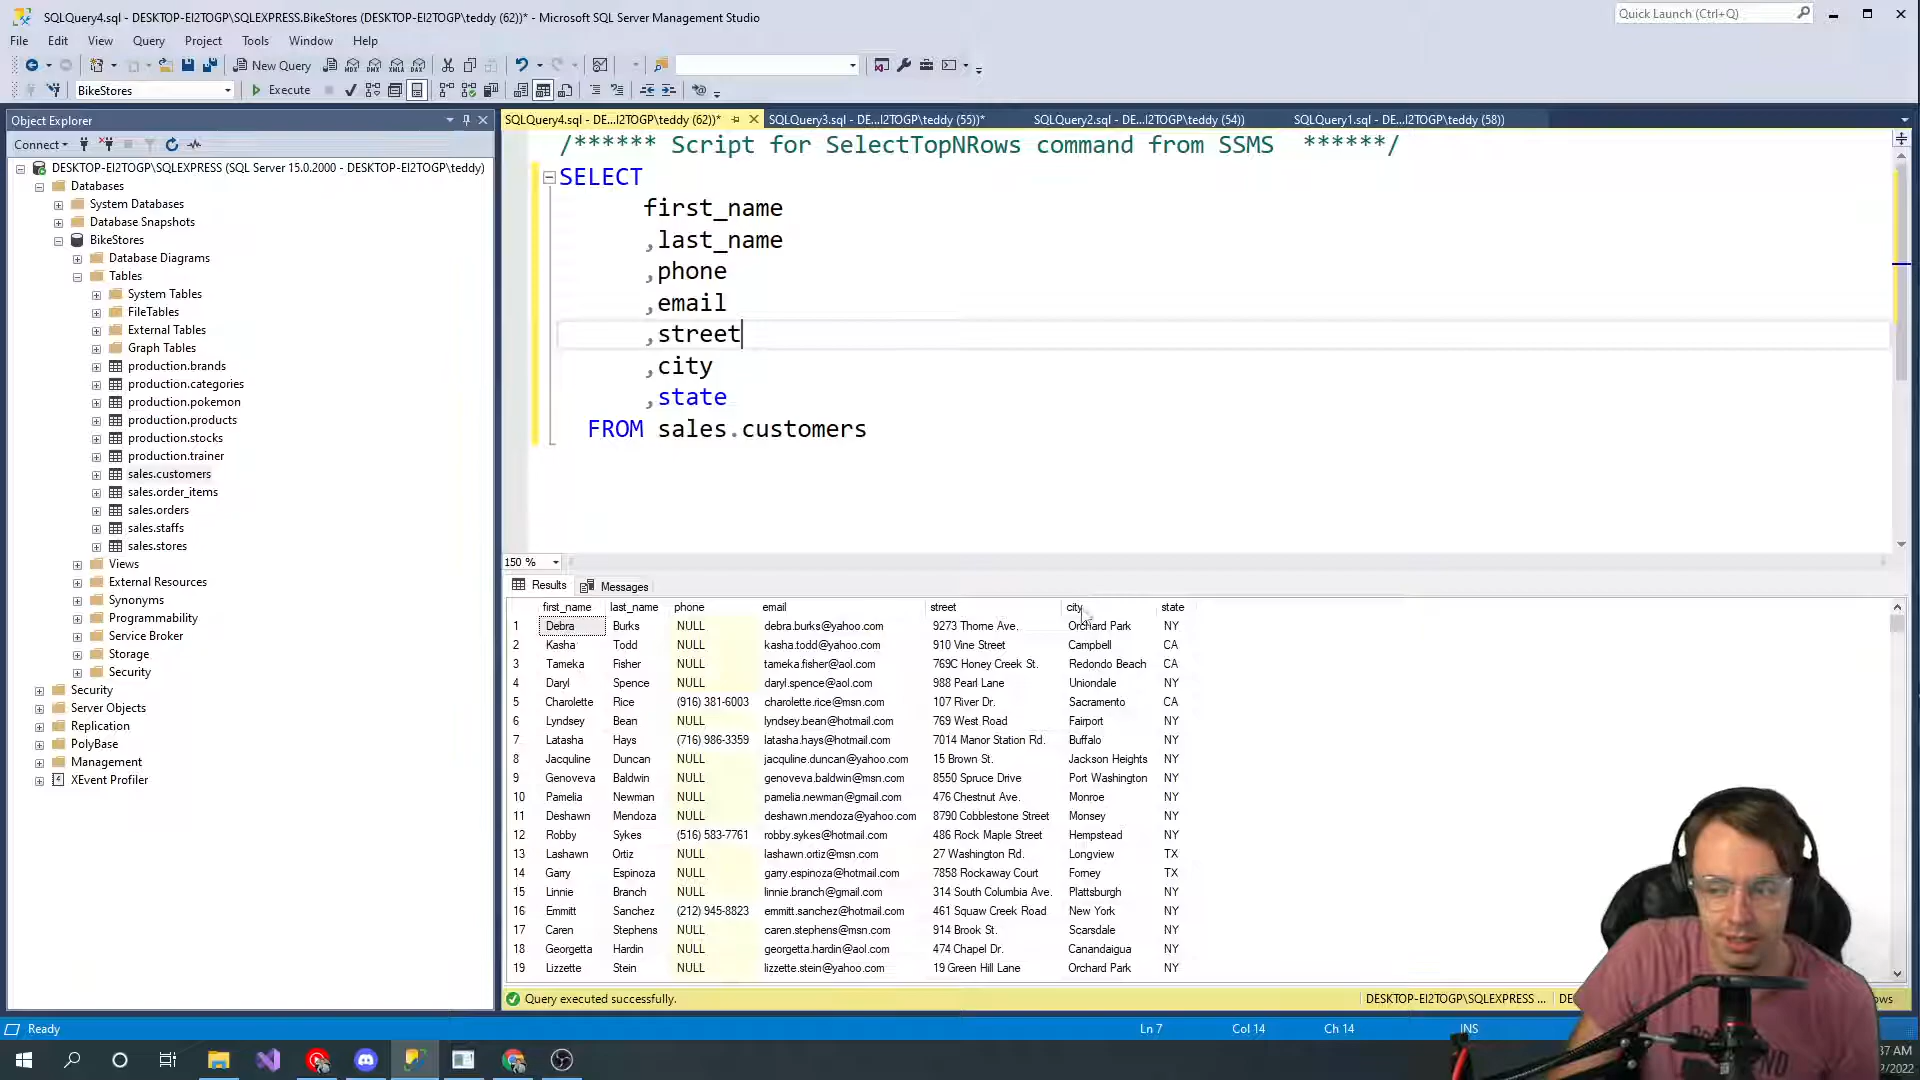 SQLQuery4.sql - DESKTOP-EI2TOGP\SQLEXPRESS.BikeStores (DESKTOP-EI2TOGP\teddy (62))* - Microsoft SQL Server Management Studio
Quick Launch (Ctrl+Q)
File Edit View Query Project Tools Window Help
New Query
BikeStores Execute
Object Explorer
Connect
DESKTOP-EI2TOGP\SQLEXPRESS (SQL Server 15.0.2000 - DESKTOP-EI2TOGP\teddy)
Databases
System Databases
Database Snapshots
BikeStores
Database Diagrams
Tables
System Tables
FileTables
External Tables
Graph Tables
production.brands
production.categories
production.pokemon
production.products
production.stocks
production.trainer
sales.customers
sales.order_items
sales.orders
sales.staffs
sales.stores
Views
External Resources
Synonyms
Programmability
Service Broker
Storage
Security
Security
Server Objects
Replication
PolyBase
Management
XEvent Profiler
SQLQuery4.sql - DE...I2TOGP\teddy (62))* SQLQuery3.sql - DE...I2TOGP\teddy (55))* SQLQuery2.sql - DE...I2TOGP\teddy (54)) SQLQuery1.sql - DE...I2TOGP\teddy (58))
/****** Script for SelectTopNRows command from SSMS ******/
SELECT
first_name
,last_name
,phone
,email
,street
,city
,state
FROM sales.customers
150 %
Results Messages
first_name last_name phone email street city state
1 Debra Burks NULL debra.burks@yahoo.com 9273 Thorne Ave. Orchard Park NY
2 Kasha Todd NULL kasha.todd@yahoo.com 910 Vine Street Campbell CA
3 Tameka Fisher NULL tameka.fisher@aol.com 769C Honey Creek St. Redondo Beach CA
4 Daryl Spence NULL daryl.spence@aol.com 988 Pearl Lane Uniondale NY
5 Charolette Rice (916) 381-6003 charolette.rice@msn.com 107 River Dr. Sacramento CA
6 Lyndsey Bean NULL lyndsey.bean@hotmail.com 769 West Road Fairport NY
7 Latasha Hays (716) 986-3359 latasha.hays@hotmail.com 7014 Manor Station Rd. Buffalo NY
8 Jacquline Duncan NULL jacquline.duncan@yahoo.com 15 Brown St. Jackson Heights NY
9 Genoveva Baldwin NULL genoveva.baldwin@msn.com 8550 Spruce Drive Port Washington NY
10 Pamelia Newman NULL pamelia.newman@gmail.com 476 Chestnut Ave. Monroe NY
11 Deshawn Mendoza NULL deshawn.mendoza@yahoo.com 8790 Cobblestone Street Monsey NY
12 Robby Sykes (516) 583-7761 robby.sykes@hotmail.com 486 Rock Maple Street Hempstead NY
13 Lashawn Ortiz NULL lashawn.ortiz@msn.com 27 Washington Rd. Longview TX
14 Garry Espinoza NULL garry.espinoza@hotmail.com 7858 Rockaway Court Forney TX
15 Linnie Branch NULL linnie.branch@gmail.com 314 South Columbia Ave. Plattsburgh NY
16 Emmitt Sanchez (212) 945-8823 emmitt.sanchez@hotmail.com 461 Squaw Creek Road New York NY
17 Caren Stephens NULL caren.stephens@msn.com 914 Brook St. Scarsdale NY
18 Georgetta Hardin NULL georgetta.hardin@aol.com 474 Chapel Dr. Canandaigua NY
19 Lizzette Stein NULL lizzette.stein@yahoo.com 19 Green Hill Lane Orchard Park NY
Query executed successfully. DESKTOP-EI2TOGP\SQLEXPRESS ...
Ready Ln 7 Col 14 Ch 14 INS